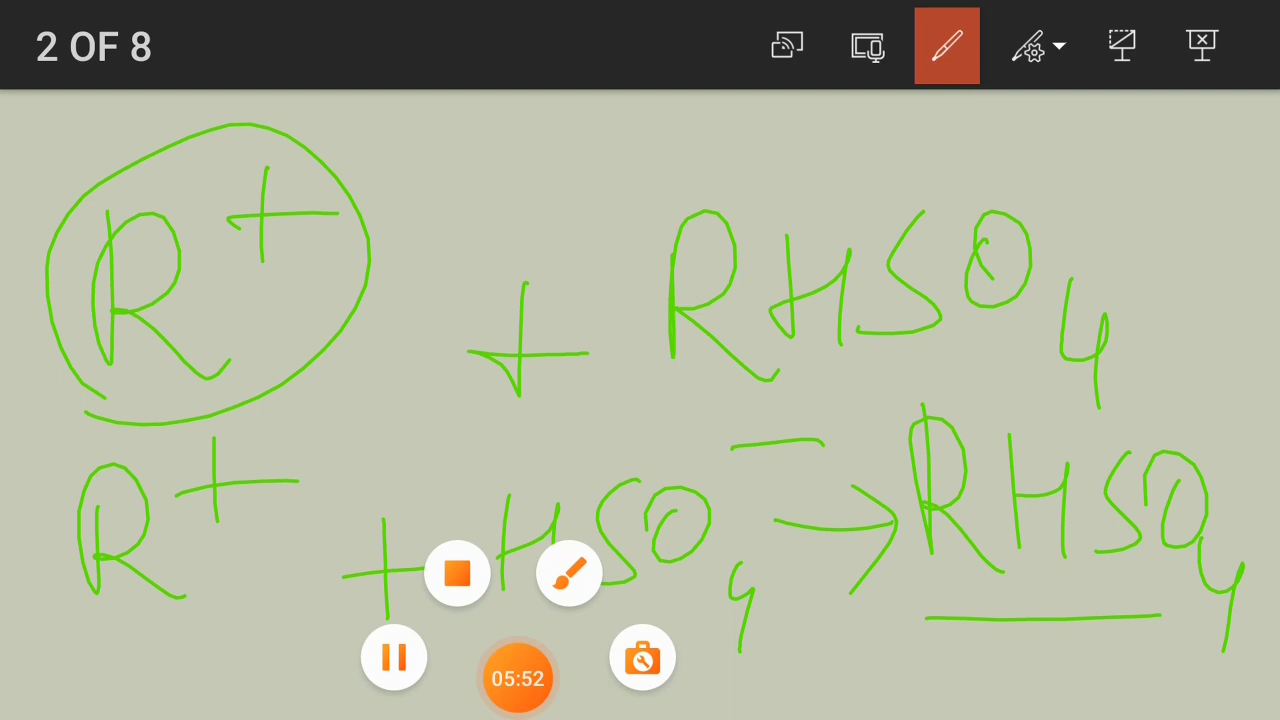 2 OF 8
R⁺ + RHSO₄
R⁺ + HSO₄⁻ → RHSO₄
05:52